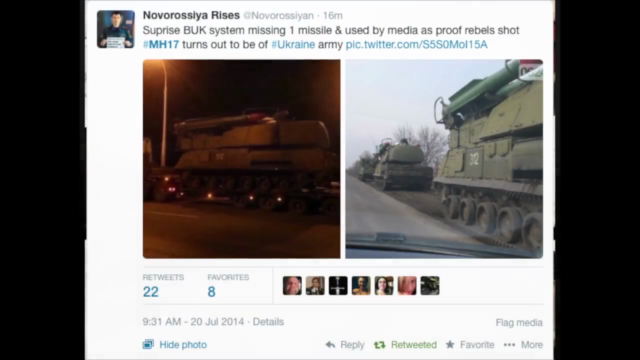 Novorossiya Rises @Novorossiyan · 16m
Suprise BUK system missing 1 missile & used by media as proof rebels shot
#MH17 turns out to be of #Ukraine army pic.twitter.com/S5S0MoI15A
312
RETWEETS FAVORITES
22 8
9:31 AM - 20 Jul 2014 · Details
Flag media
Hide photo
Reply Retweeted Favorite More